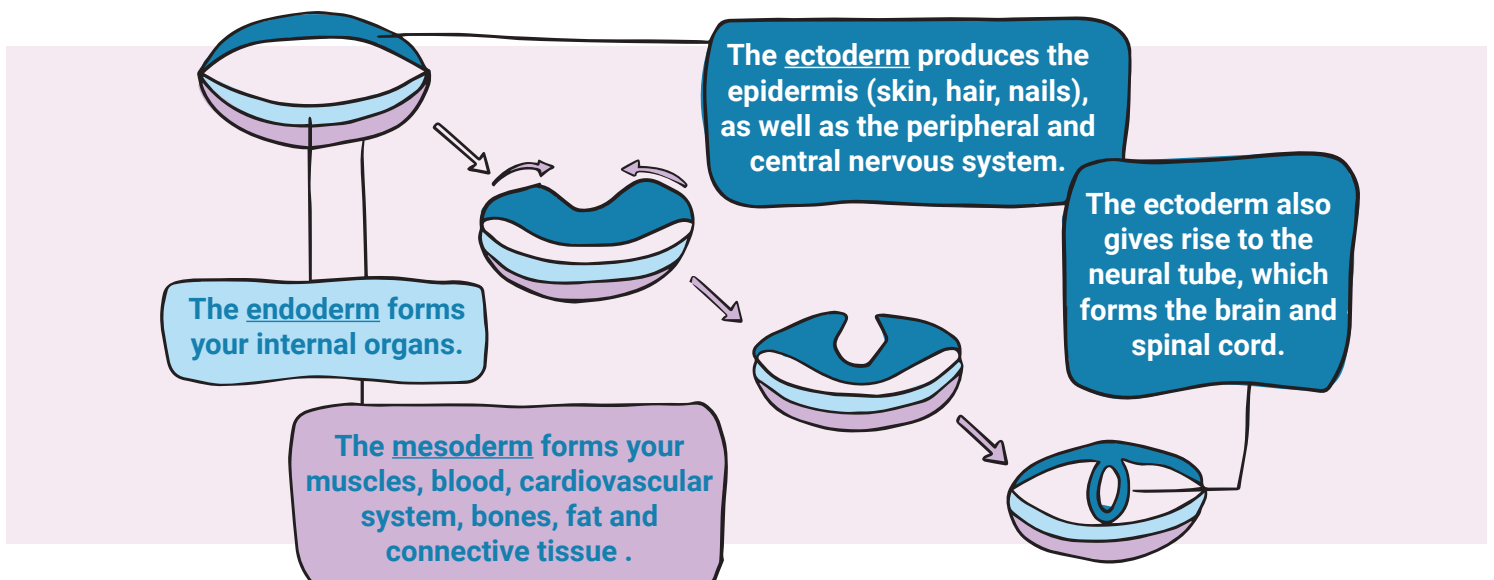 The ectoderm produces the
epidermis (skin, hair, nails),
as well as the peripheral and
central nervous system.
The ectoderm also
gives rise to the
neural tube, which
forms the brain and
spinal cord.
The endoderm forms
your internal organs.
The mesoderm forms your
muscles, blood, cardiovascular
system, bones, fat and
connective tissue .